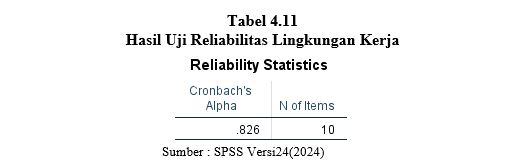 Tabel 4.11
Hasil Uji Reliabilitas Lingkungan Kerja
Reliability Statistics
Cronbach's
Alpha N of Items
.826 10
Sumber : SPSS Versi24(2024)